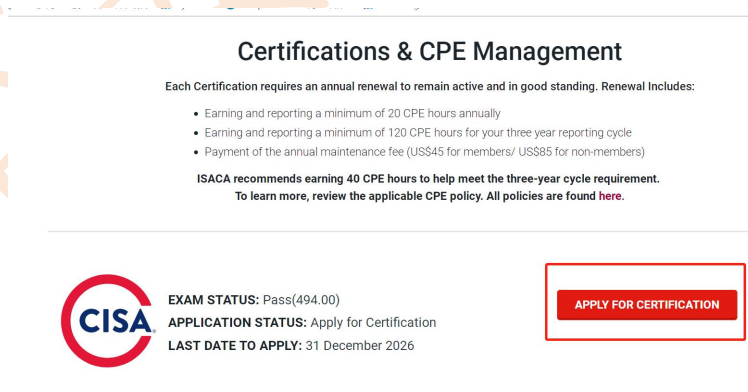 Certifications & CPE Management
Each Certification requires an annual renewal to remain active and in good standing. Renewal Includes:
• Earning and reporting a minimum of 20 CPE hours annually
• Earning and reporting a minimum of 120 CPE hours for your three year reporting cycle
• Payment of the annual maintenance fee (US$45 for members/ US$85 for non-members)
ISACA recommends earning 40 CPE hours to help meet the three-year cycle requirement.
To learn more, review the applicable CPE policy. All policies are found here.
CISA.
EXAM STATUS: Pass(494.00)
APPLICATION STATUS: Apply for Certification
LAST DATE TO APPLY: 31 December 2026
APPLY FOR CERTIFICATION